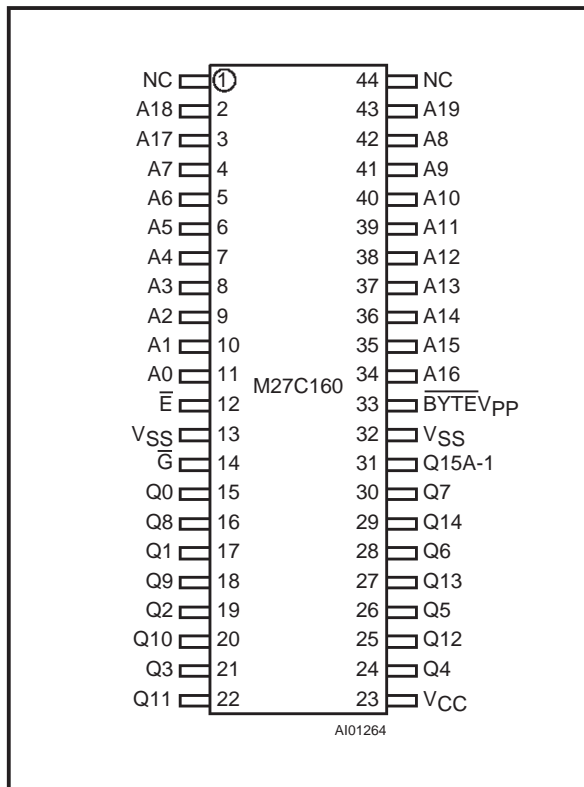 NC 1 44 NC
A18 2 43 A19
A17 3 42 A8
A7 4 41 A9
A6 5 40 A10
A5 6 39 A11
A4 7 38 A12
A3 8 37 A13
A2 9 36 A14
A1 10 35 A15
A0 11 34 A16
M27C160
E̅ 12 33 B̅Y̅T̅E̅VPP
VSS 13 32 VSS
G̅ 14 31 Q15A-1
Q0 15 30 Q7
Q8 16 29 Q14
Q1 17 28 Q6
Q9 18 27 Q13
Q2 19 26 Q5
Q10 20 25 Q12
Q3 21 24 Q4
Q11 22 23 VCC
AI01264